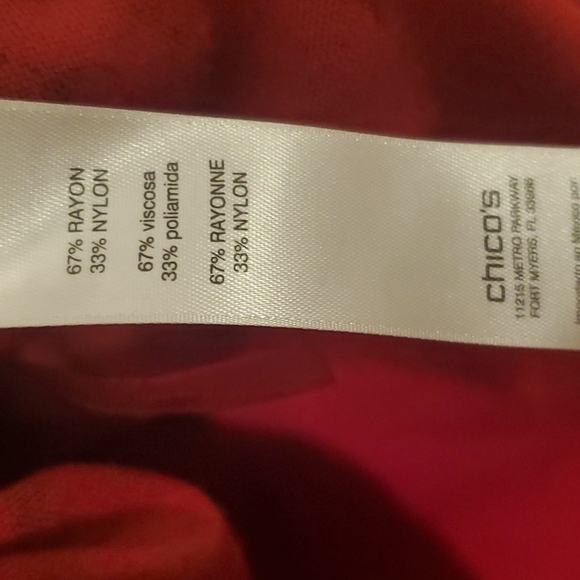 67% RAYON
33% NYLON
67% viscosa
33% poliamida
67% RAYONNE
33% NYLON
chico's
11215 METRO PARKWAY
FORT MYERS, FL 33966